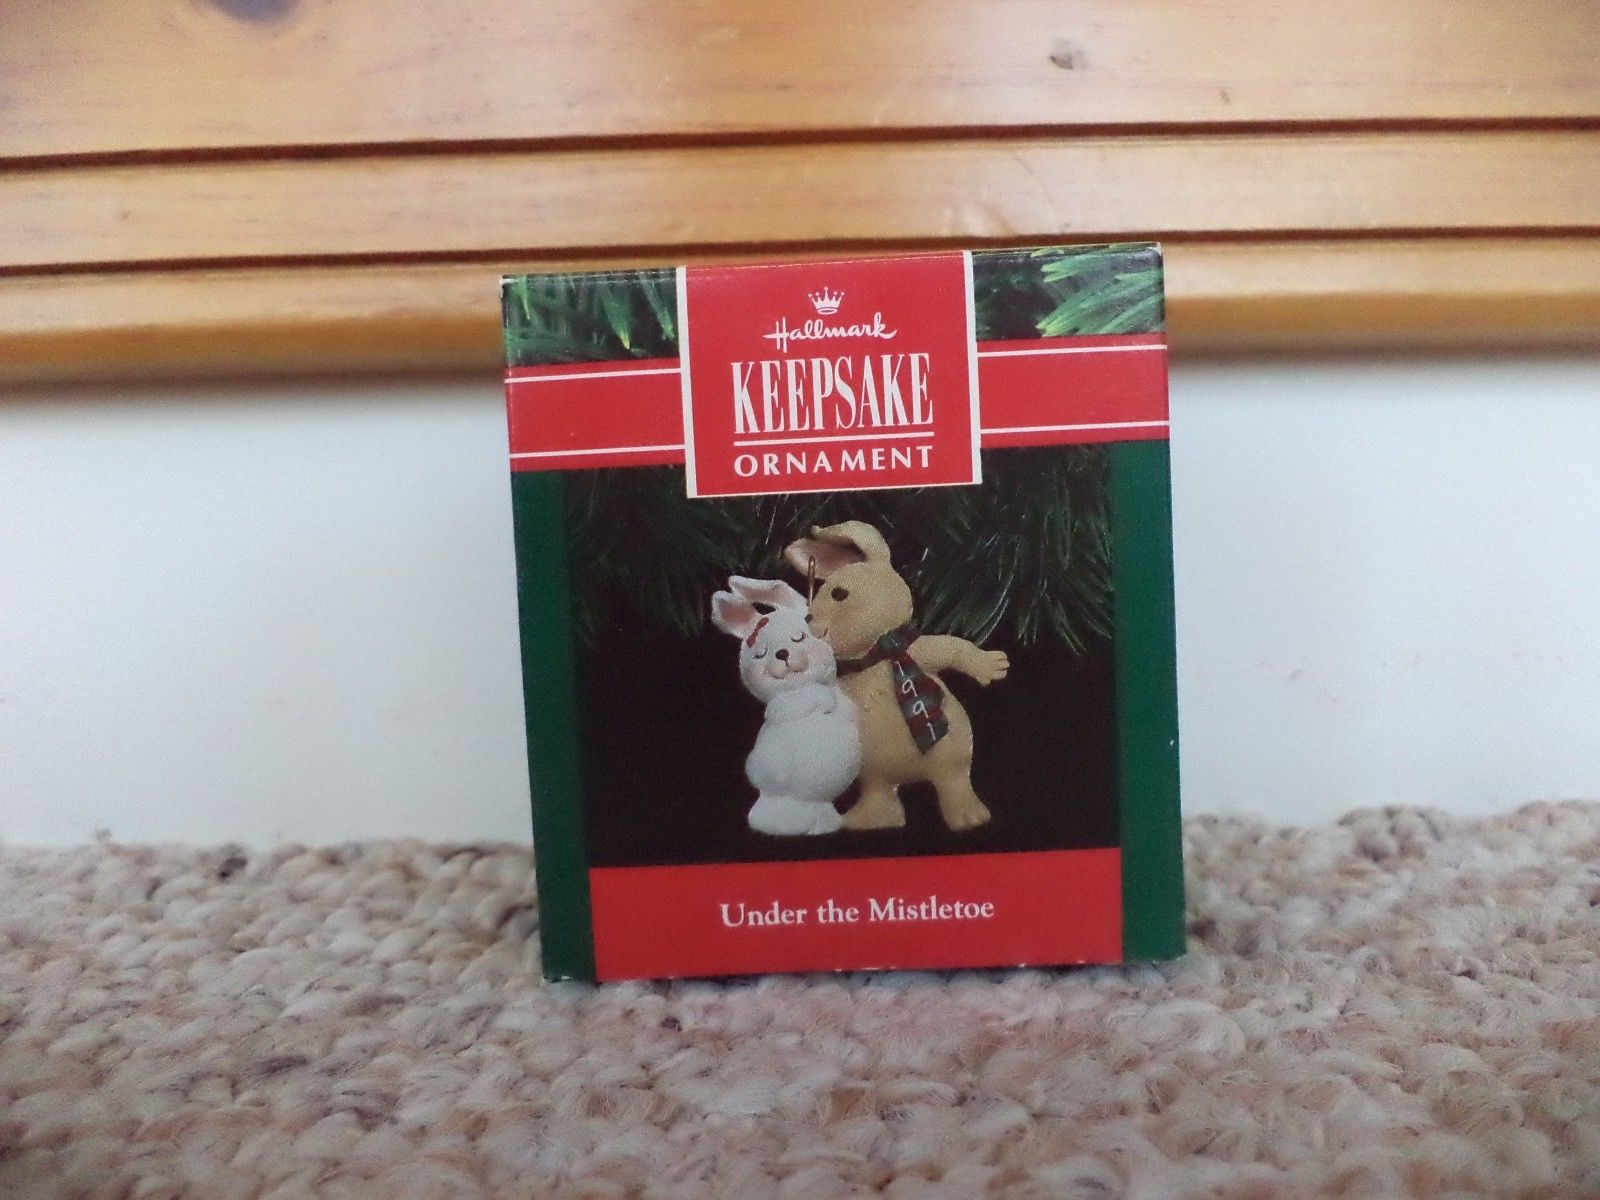 Hallmark
KEEPSAKE
ORNAMENT
1991
Under the Mistletoe